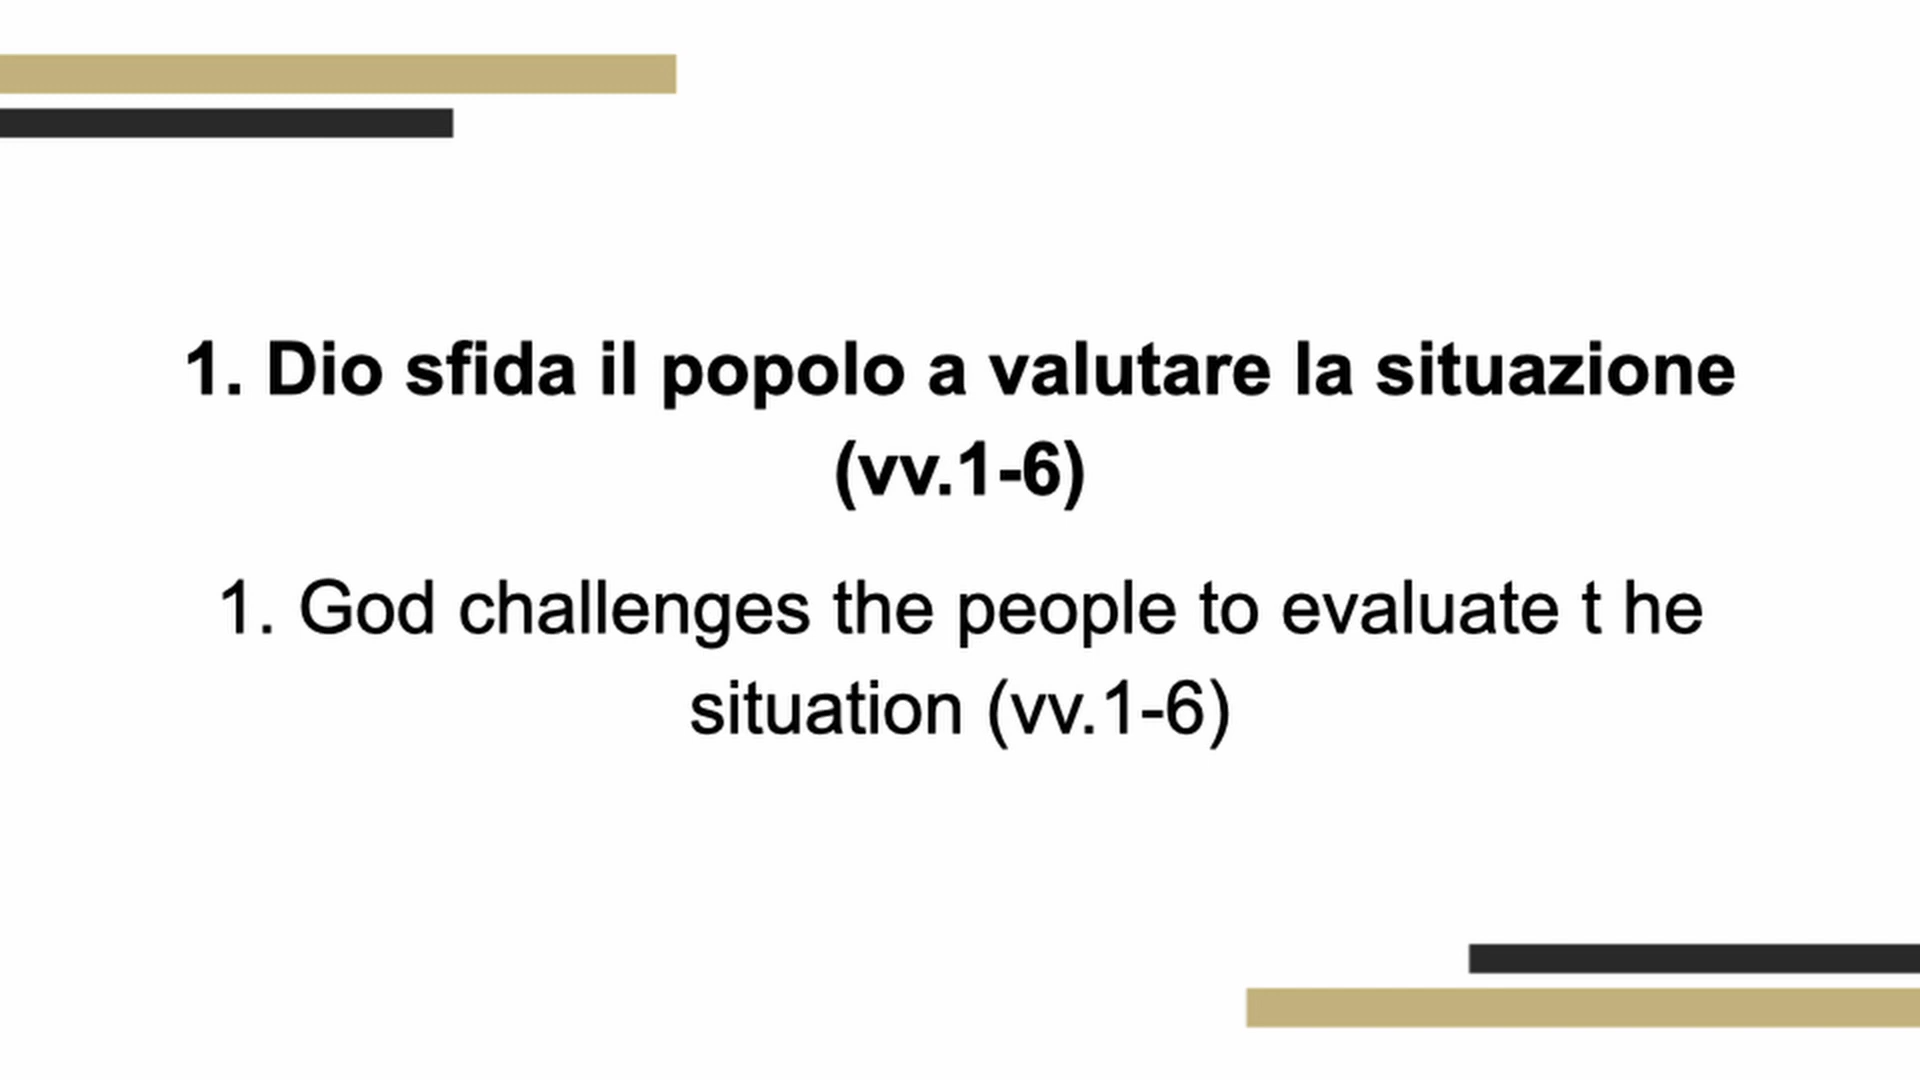 1. Dio sfida il popolo a valutare la situazione
(vv.1-6)
1. God challenges the people to evaluate t he
situation (vv.1-6)